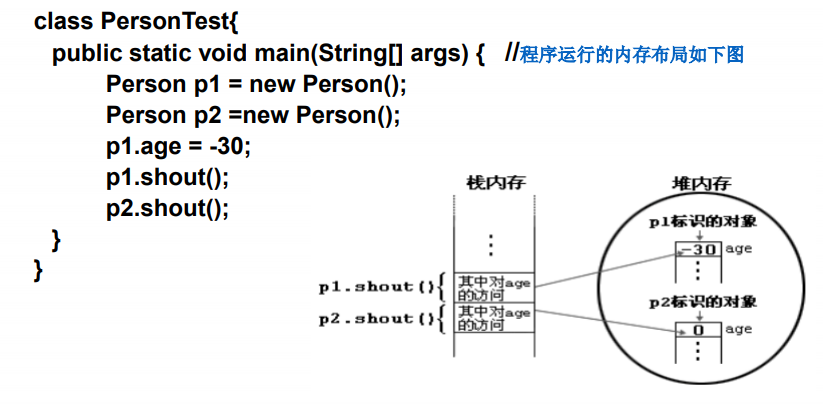 class PersonTest{
public static void main(String[] args) { //程序运行的内存布局如下图
Person p1 = new Person();
Person p2 =new Person();
p1.age = -30;
p1.shout();
p2.shout();
}
}
栈内存
堆内存
p1标识的对象
-30 age
p1.shout(){ 其中对age
的访问
p2标识的对象
p2.shout(){ 其中对age
的访问
0 age